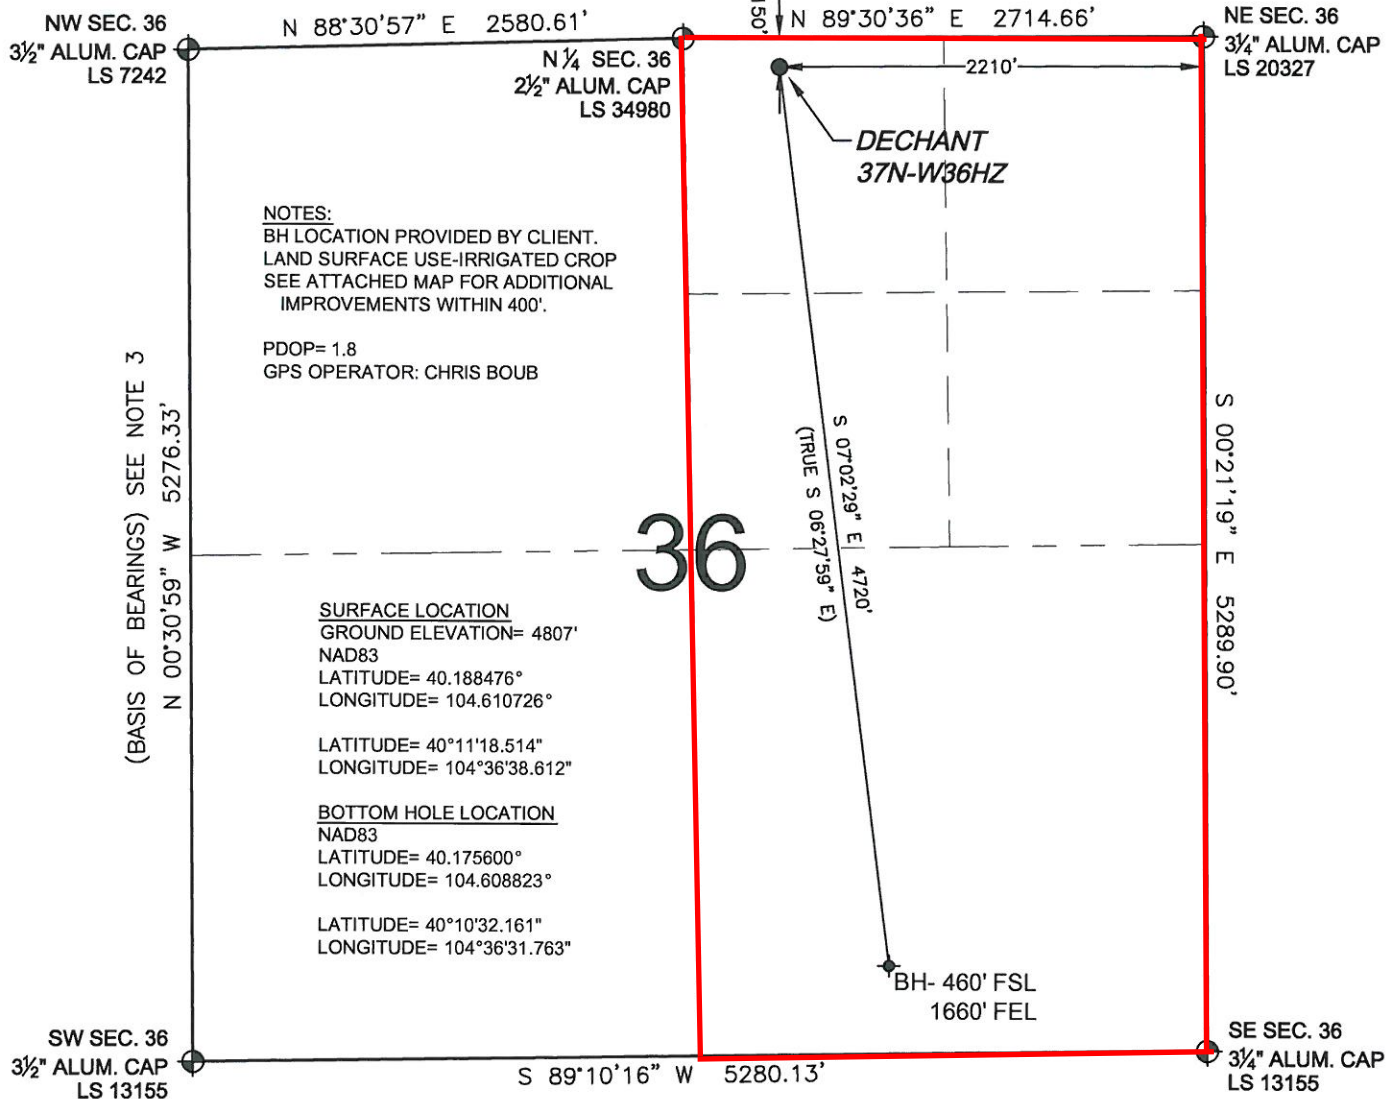 NW SEC. 36
3½" ALUM. CAP
LS 7242
N 88°30'57" E 2580.61'
150'
N 89°30'36" E 2714.66'
NE SEC. 36
3¼" ALUM. CAP
LS 20327
N ¼ SEC. 36
2½" ALUM. CAP
LS 34980
2210'
DECHANT
37N-W36HZ
NOTES:
BH LOCATION PROVIDED BY CLIENT.
LAND SURFACE USE-IRRIGATED CROP
SEE ATTACHED MAP FOR ADDITIONAL
IMPROVEMENTS WITHIN 400'.
PDOP= 1.8
GPS OPERATOR: CHRIS BOUB
(BASIS OF BEARINGS) SEE NOTE 3
N 00°30'59" W 5276.33'
S 07°02'29" E 4720'
(TRUE S 06°27'59" E)
S 00°21'19" E 5289.90'
36
SURFACE LOCATION
GROUND ELEVATION= 4807'
NAD83
LATITUDE= 40.188476°
LONGITUDE= 104.610726°
LATITUDE= 40°11'18.514"
LONGITUDE= 104°36'38.612"
BOTTOM HOLE LOCATION
NAD83
LATITUDE= 40.175600°
LONGITUDE= 104.608823°
LATITUDE= 40°10'32.161"
LONGITUDE= 104°36'31.763"
BH- 460' FSL
1660' FEL
SW SEC. 36
3½" ALUM. CAP
LS 13155
S 89°10'16" W 5280.13'
SE SEC. 36
3¼" ALUM. CAP
LS 13155